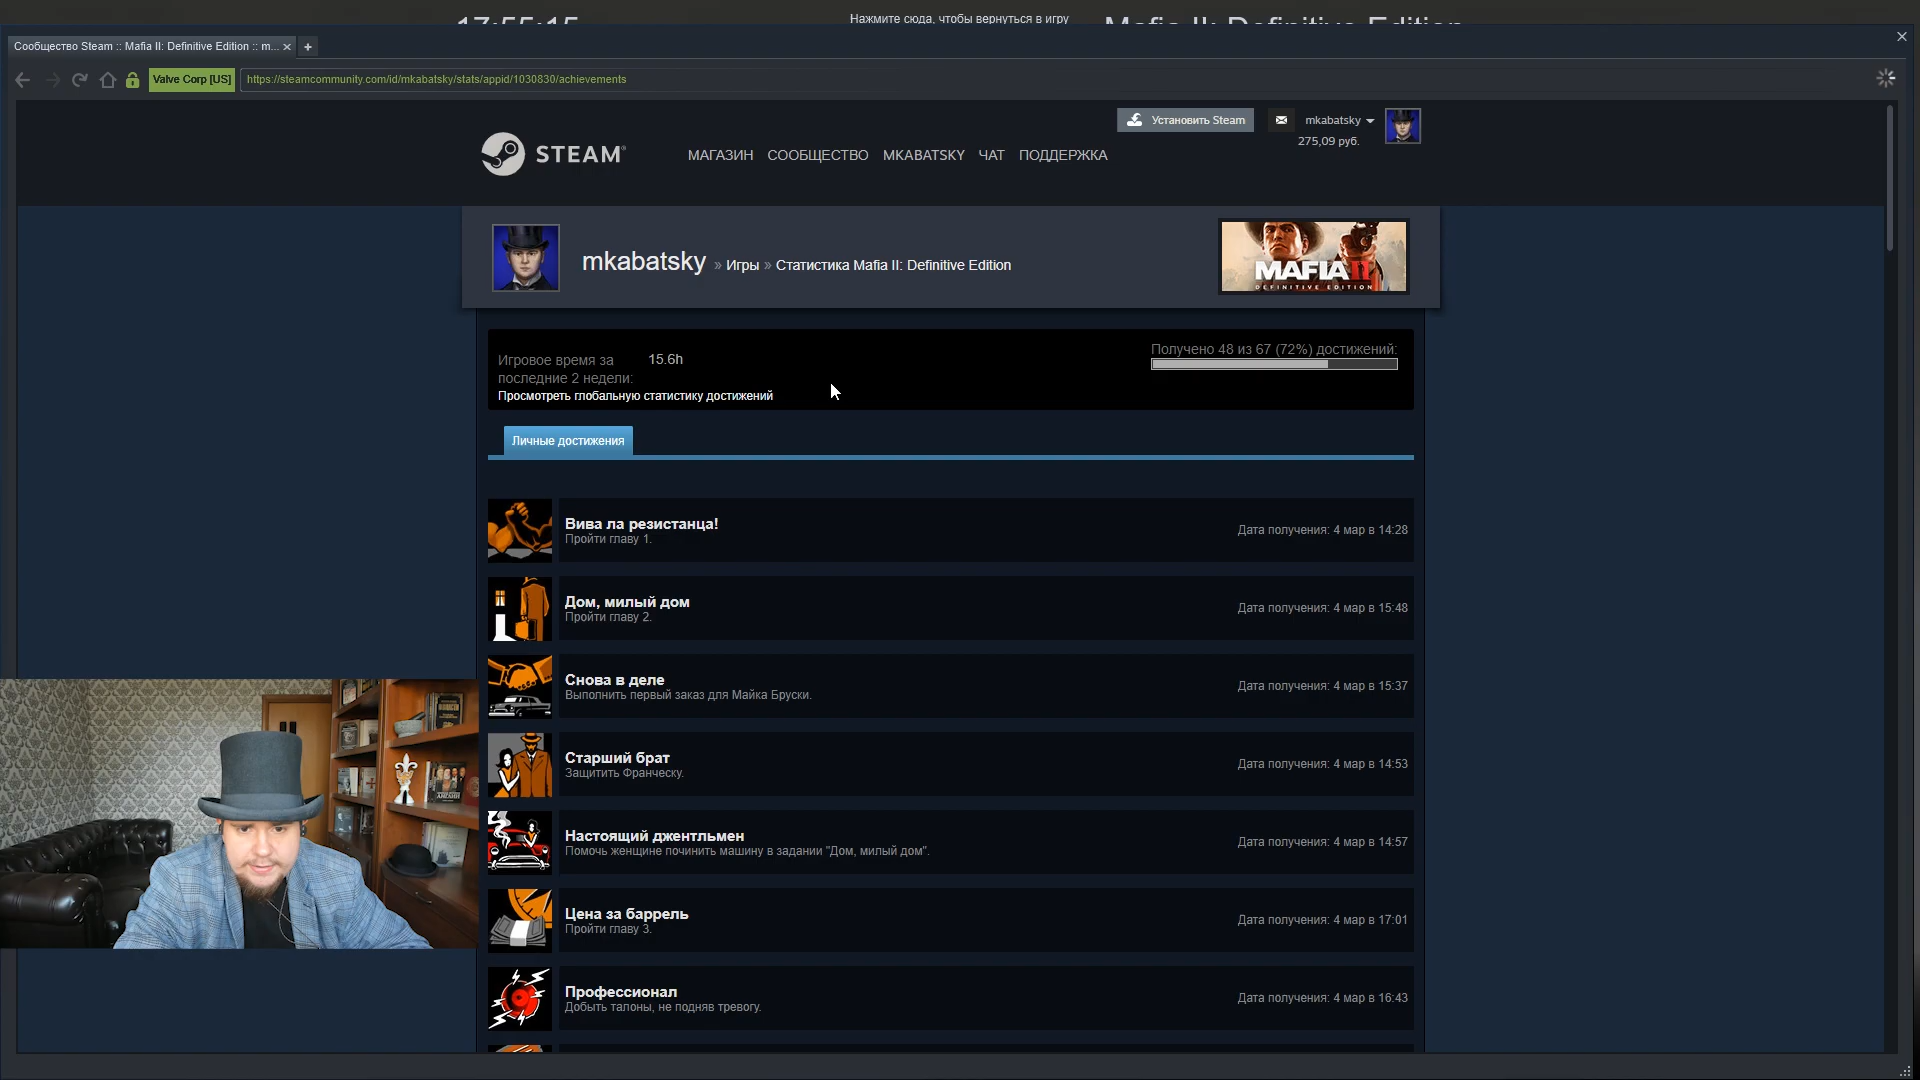 17:55:15
Нажмите сюда, чтобы вернуться в игру
Mafia II: Definitive Edition
Сообщество Steam :: Mafia II: Definitive Edition :: m...
Valve Corp [US]
https://steamcommunity.com/id/mkabatsky/stats/appid/1030830/achievements
Установить Steam
mkabatsky
275,09 руб.
STEAM
МАГАЗИН СООБЩЕСТВО MKABATSKY ЧАТ ПОДДЕРЖКА
mkabatsky » Игры » Статистика Mafia II: Definitive Edition
MAFIA II
DEFINITIVE EDITION
Игровое время за последние 2 недели: 15.6h
Получено 48 из 67 (72%) достижений:
Просмотреть глобальную статистику достижений
Личные достижения
Вива ла резистанца!
Пройти главу 1.
Дата получения: 4 мар в 14:28
Дом, милый дом
Пройти главу 2.
Дата получения: 4 мар в 15:48
Снова в деле
Выполнить первый заказ для Майка Бруски.
Дата получения: 4 мар в 15:37
Старший брат
Защитить Франческу.
Дата получения: 4 мар в 14:53
Настоящий джентльмен
Помочь женщине починить машину в задании "Дом, милый дом".
Дата получения: 4 мар в 14:57
Цена за баррель
Пройти главу 3.
Дата получения: 4 мар в 17:01
Профессионал
Добыть талоны, не подняв тревогу.
Дата получения: 4 мар в 16:43